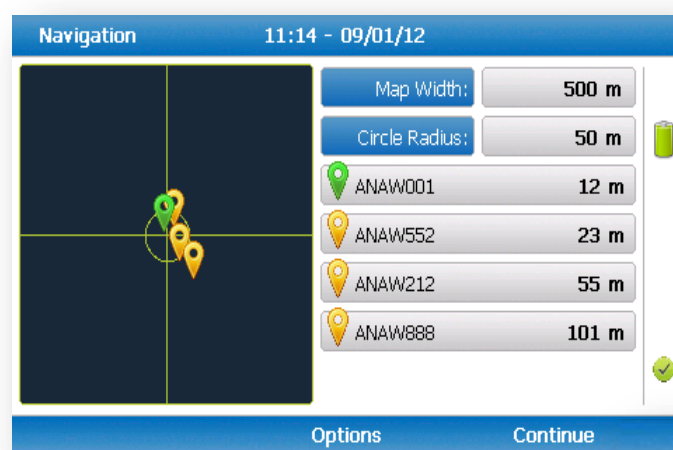 Navigation 11:14 - 09/01/12
Map Width: 500 m
Circle Radius: 50 m
ANAW001 12 m
ANAW552 23 m
ANAW212 55 m
ANAW888 101 m
Options Continue